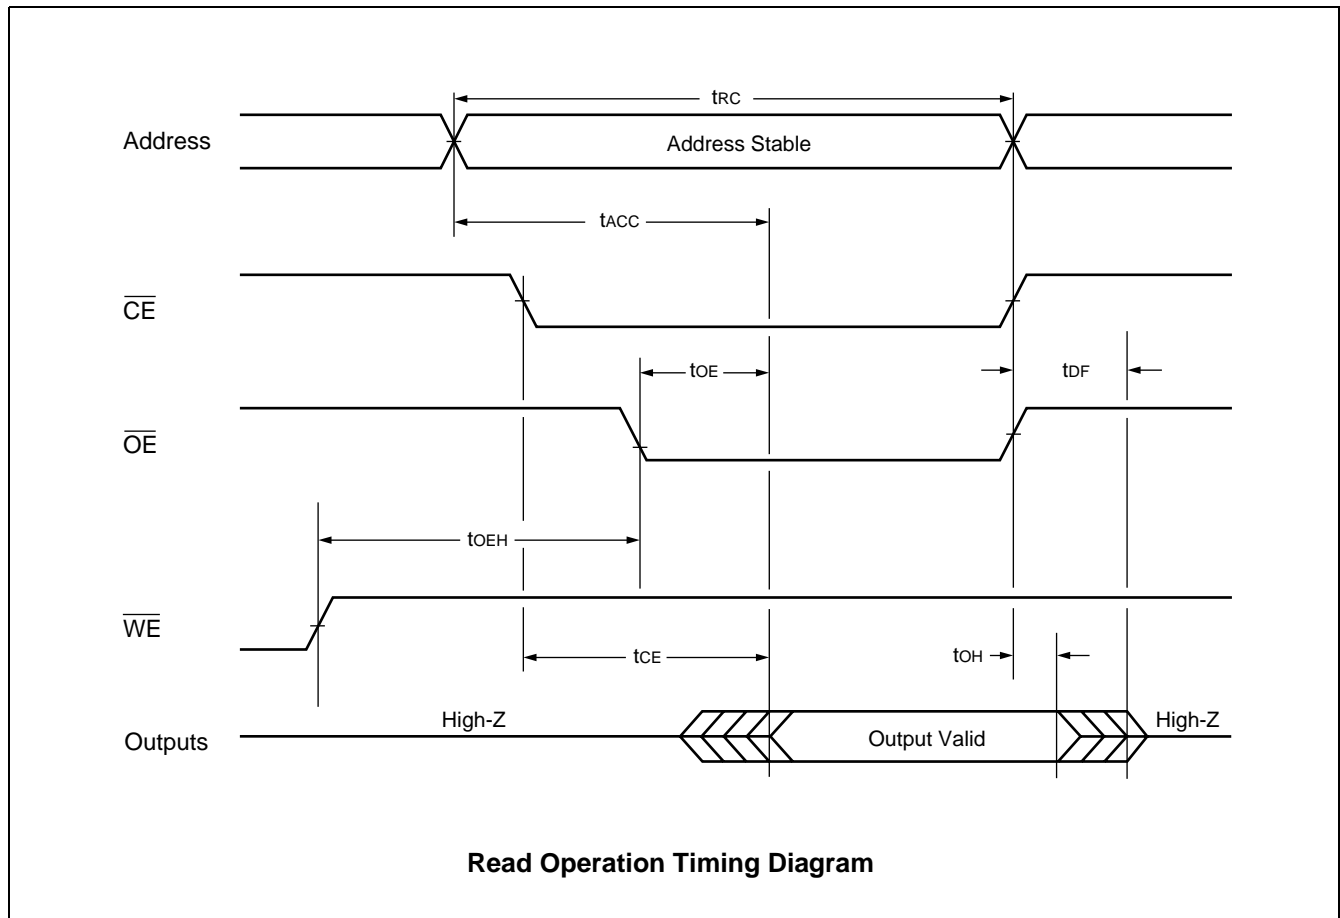 tRC
Address
Address Stable
tACC
CE
tOE
tDF
OE
tOEH
WE
tCE
tOH
High-Z
High-Z
Outputs
Output Valid
Read Operation Timing Diagram